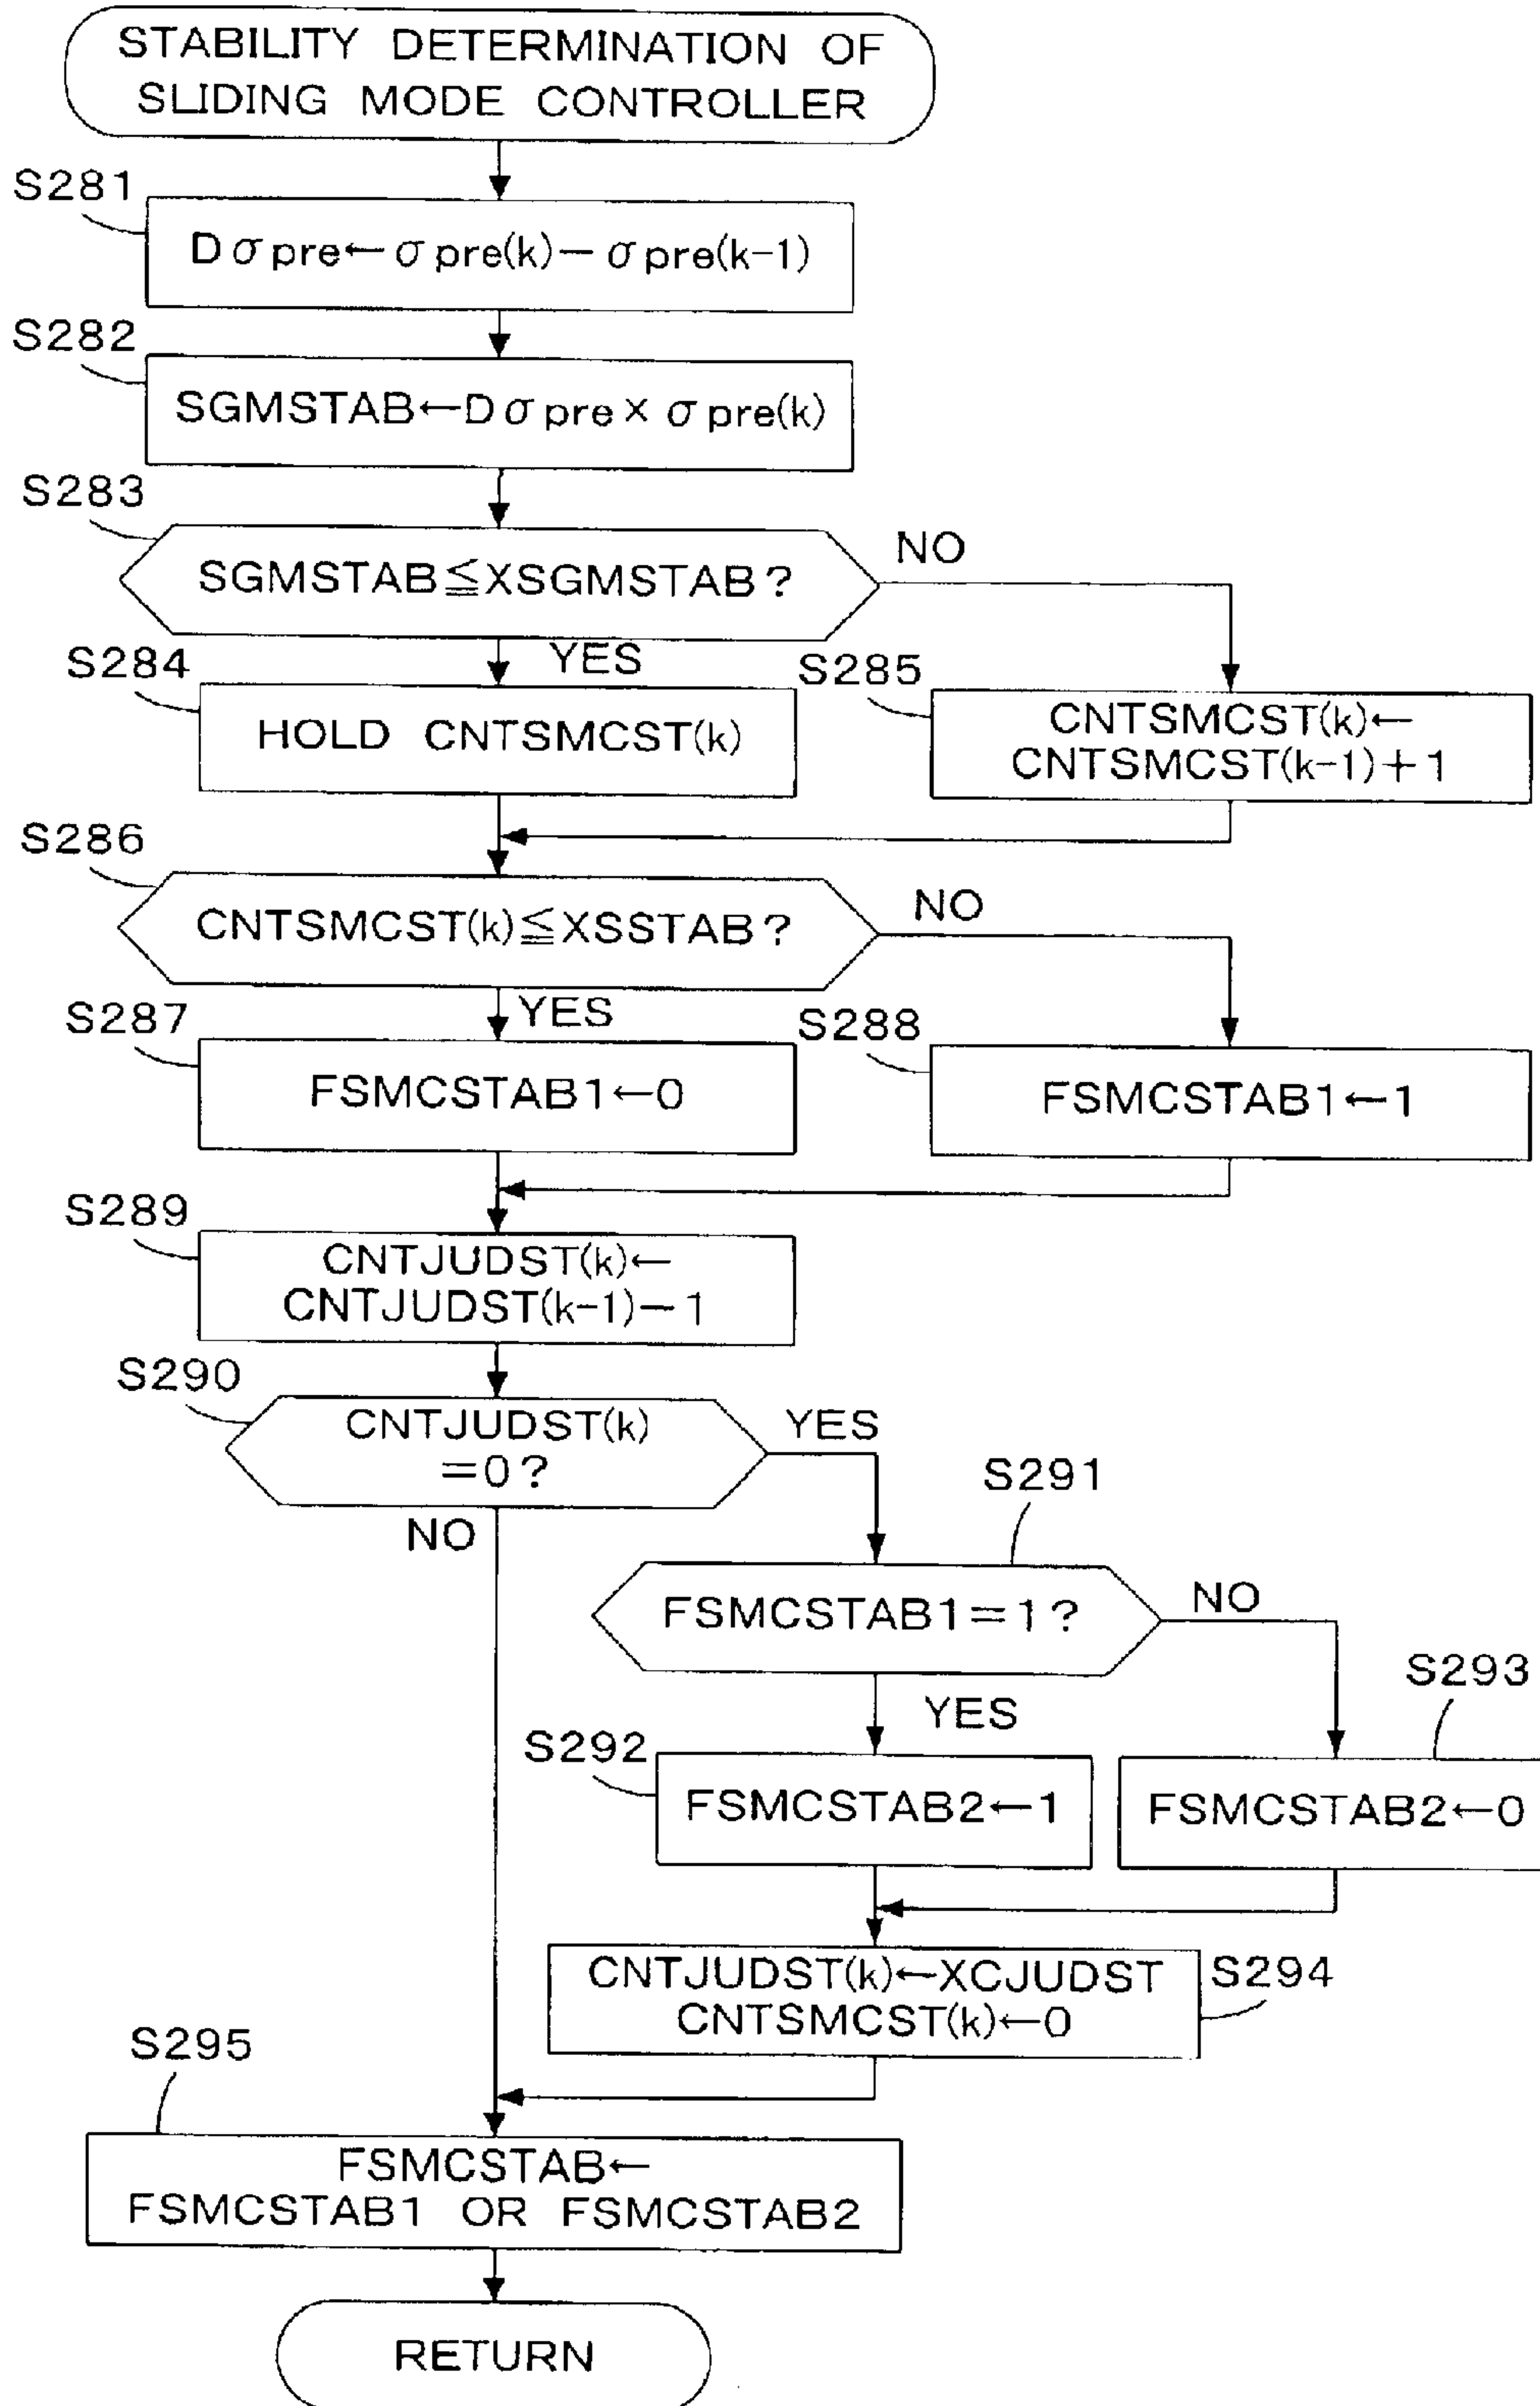 STABILITY DETERMINATION OF
SLIDING MODE CONTROLLER
S281
Dσpre←σpre(k)−σpre(k-1)
S282
SGMSTAB←Dσpre×σpre(k)
S283
SGMSTAB≦XSGMSTAB?
NO
YES
S284
HOLD CNTSMCST(k)
S285
CNTSMCST(k)←
CNTSMCST(k-1)+1
S286
CNTSMCST(k)≦XSSTAB?
NO
YES
S287
FSMCSTAB1←0
S288
FSMCSTAB1←1
S289
CNTJUDST(k)←
CNTJUDST(k-1)−1
S290
CNTJUDST(k)
=0?
YES
NO
S291
FSMCSTAB1=1?
NO
YES
S292
FSMCSTAB2←1
S293
FSMCSTAB2←0
CNTJUDST(k)←XCJUDST
CNTSMCST(k)←0
S294
S295
FSMCSTAB←
FSMCSTAB1 OR FSMCSTAB2
RETURN